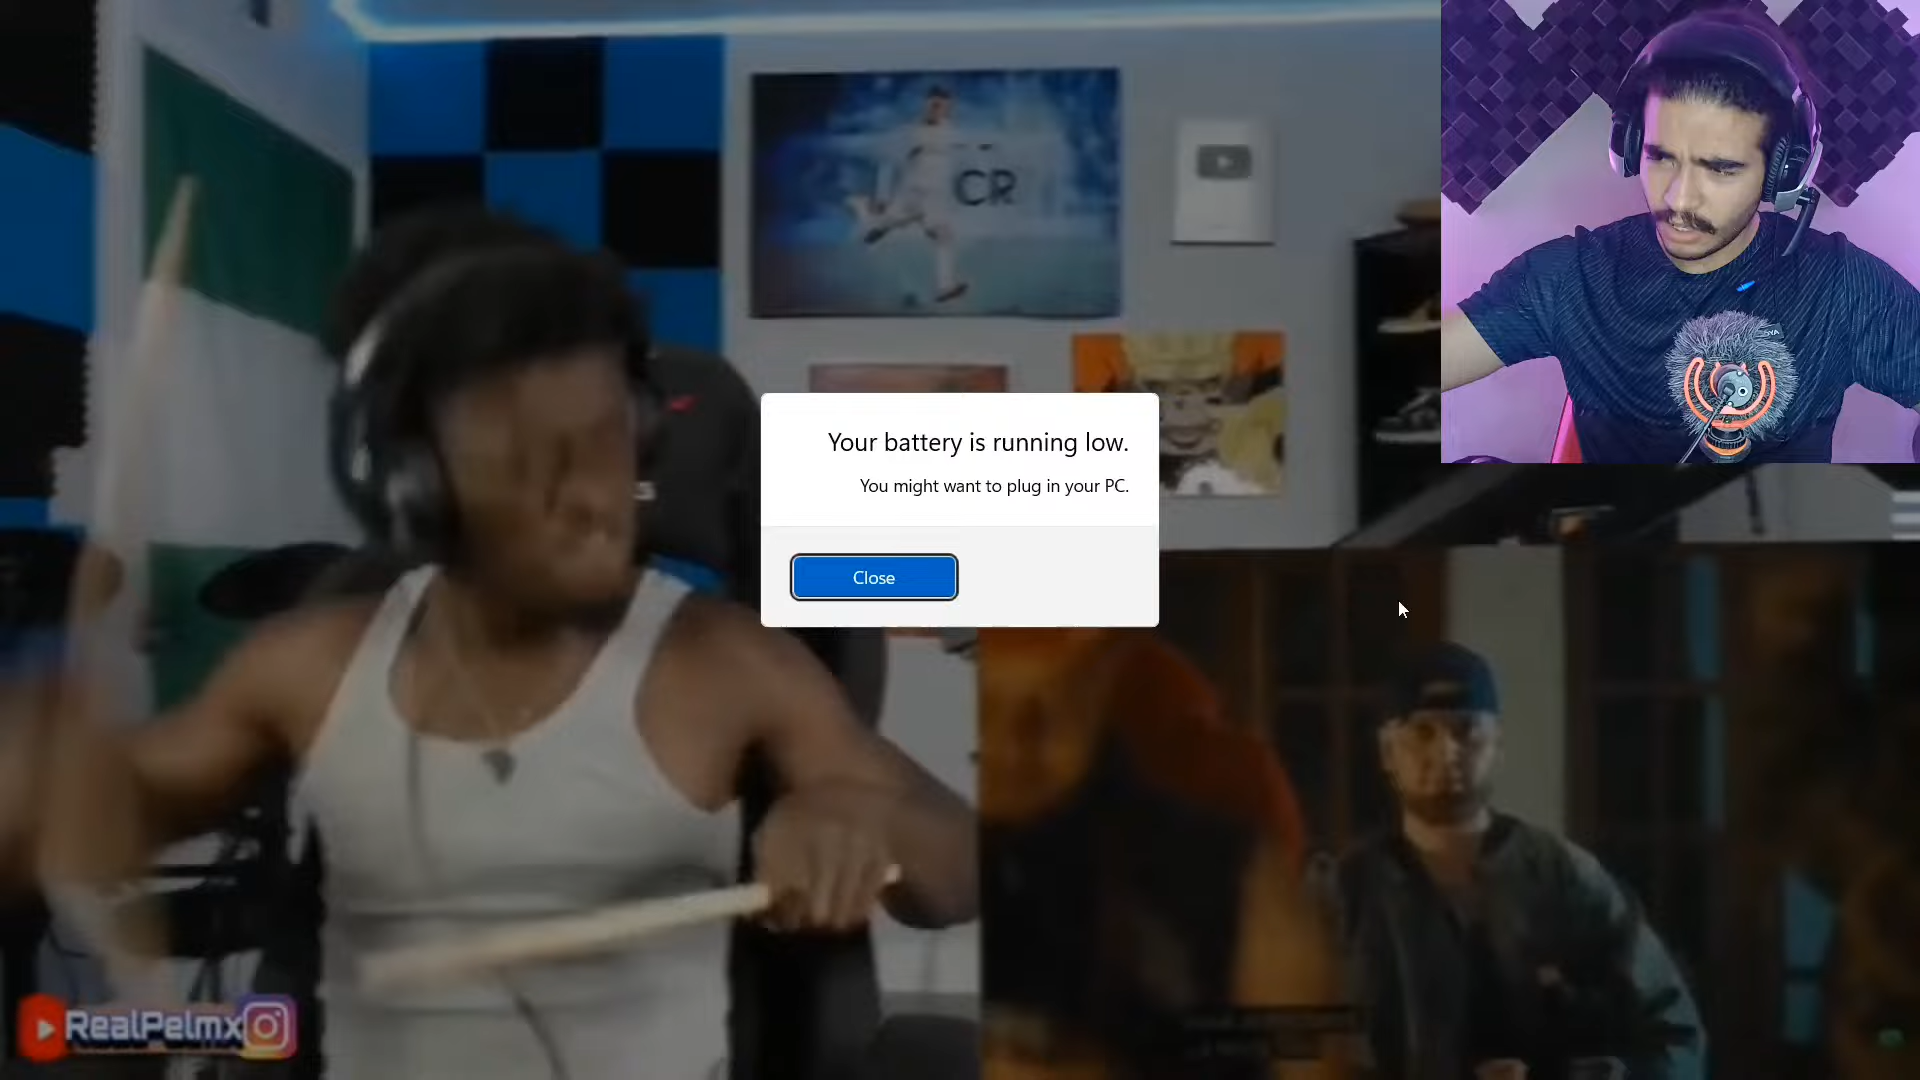 CR
Your battery is running low.
You might want to plug in your PC.
Close
RealPelmx